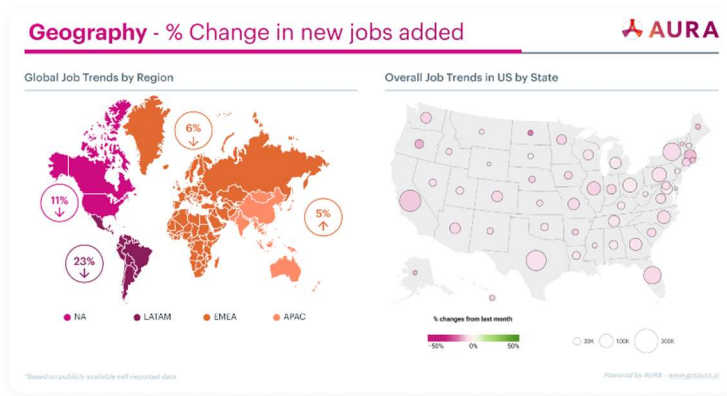 Geography - % Change in new jobs added
AURA
Global Job Trends by Region
Overall Job Trends in US by State
6%
11%
5%
23%
NA
LATAM
EMEA
APAC
% changes from last month
-50%
0%
50%
30K
100K
300K
*Based on publicly available self-reported data
Powered by AURA - www.getaura.ai